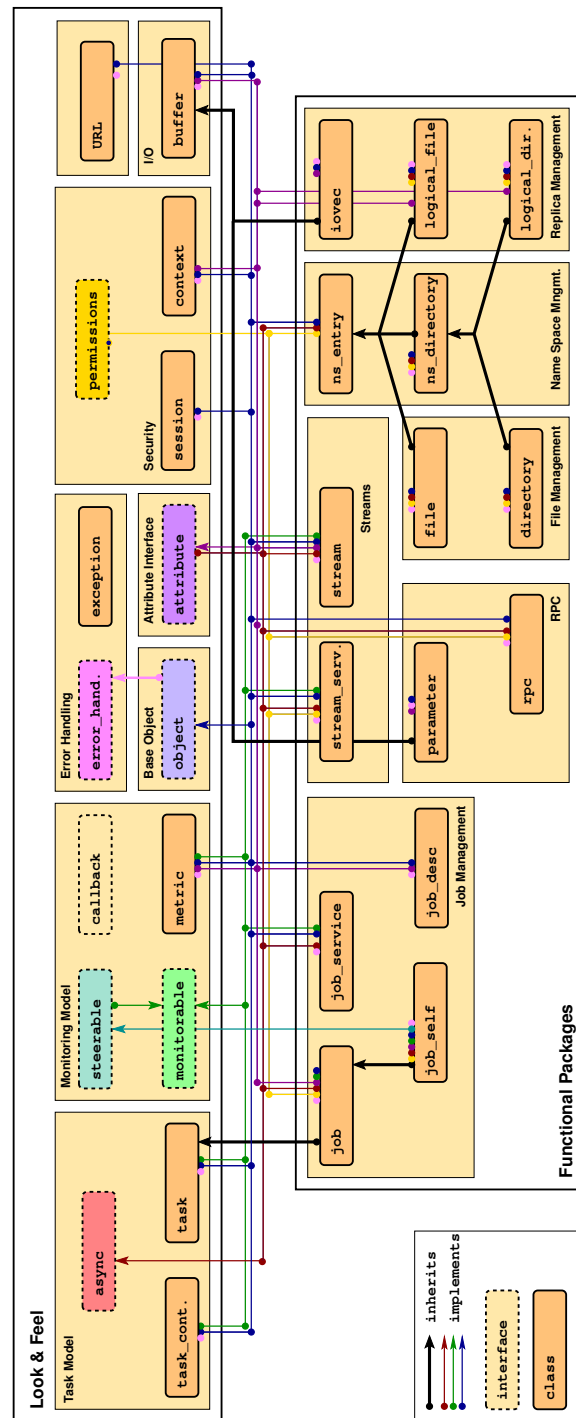 Look & Feel
Task Model
task_cont.
async
task
Monitoring Model
steerable
monitorable
callback
metric
Error Handling
error_hand.
exception
Base Object
object
Attribute Interface
attribute
Security
session
permissions
context
URL
I/O
buffer
Functional Packages
job
job_self
job_service
job_desc
Job Management
stream_serv.
stream
Streams
parameter
rpc
RPC
file
directory
File Management
ns_entry
ns_directory
Name Space Mngmt.
iovec
logical_file
logical_dir.
Replica Management
inherits
implements
interface
class